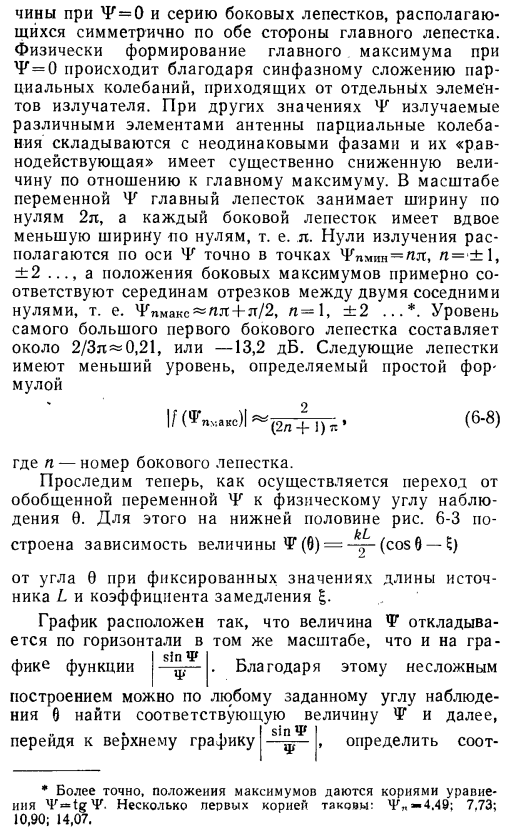 чины при Ψ=0 и серию боковых лепестков, располагаю-
щихся симметрично по обе стороны главного лепестка.
Физически формирование главного максимума при
Ψ=0 происходит благодаря синфазному сложению пар-
циальных колебаний, приходящих от отдельных элемен-
тов излучателя. При других значениях Ψ излучаемые
различными элементами антенны парциальные колеба-
ния складываются с неодинаковыми фазами и их «рав-
нодействующая» имеет существенно сниженную вели-
чину по отношению к главному максимуму. В масштабе
переменной Ψ главный лепесток занимает ширину по
нулям 2π, а каждый боковой лепесток имеет вдвое
меньшую ширину по нулям, т. е. π. Нули излучения рас-
полагаются по оси Ψ точно в точках Ψnмин=nπ, n=±1,
±2 ..., а положения боковых максимумов примерно со-
ответствуют серединам отрезков между двумя соседними
нулями, т. е. Ψnмакс≈nπ+π/2, n=1, ±2 ...*. Уровень
самого большого первого бокового лепестка составляет
около 2/3π≈0,21, или —13,2 дБ. Следующие лепестки
имеют меньший уровень, определяемый простой фор-
мулой
|f (Ψnмакс)| ≈ 2/((2n + 1) π), (6-8)
где n — номер бокового лепестка.
Проследим теперь, как осуществляется переход от
обобщенной переменной Ψ к физическому углу наблю-
дения θ. Для этого на нижней половине рис. 6-3 по-
строена зависимость величины Ψ (θ) = kL/2 (cos θ — ξ)
от угла θ при фиксированных значениях длины источ-
ника L и коэффициента замедления ξ.
График расположен так, что величина Ψ откладыва-
ется по горизонтали в том же масштабе, что и на гра-
фике функции |sin Ψ/Ψ|. Благодаря этому несложным
построением можно по любому заданному углу наблюде-
ния θ найти соответствующую величину Ψ и далее,
перейдя к верхнему графику |sin Ψ/Ψ|, определить соот-
* Более точно, положения максимумов даются корнями уравне-
ния Ψ=tg Ψ. Несколько первых корней таковы: Ψn=4,49; 7,73;
10,90; 14,07.